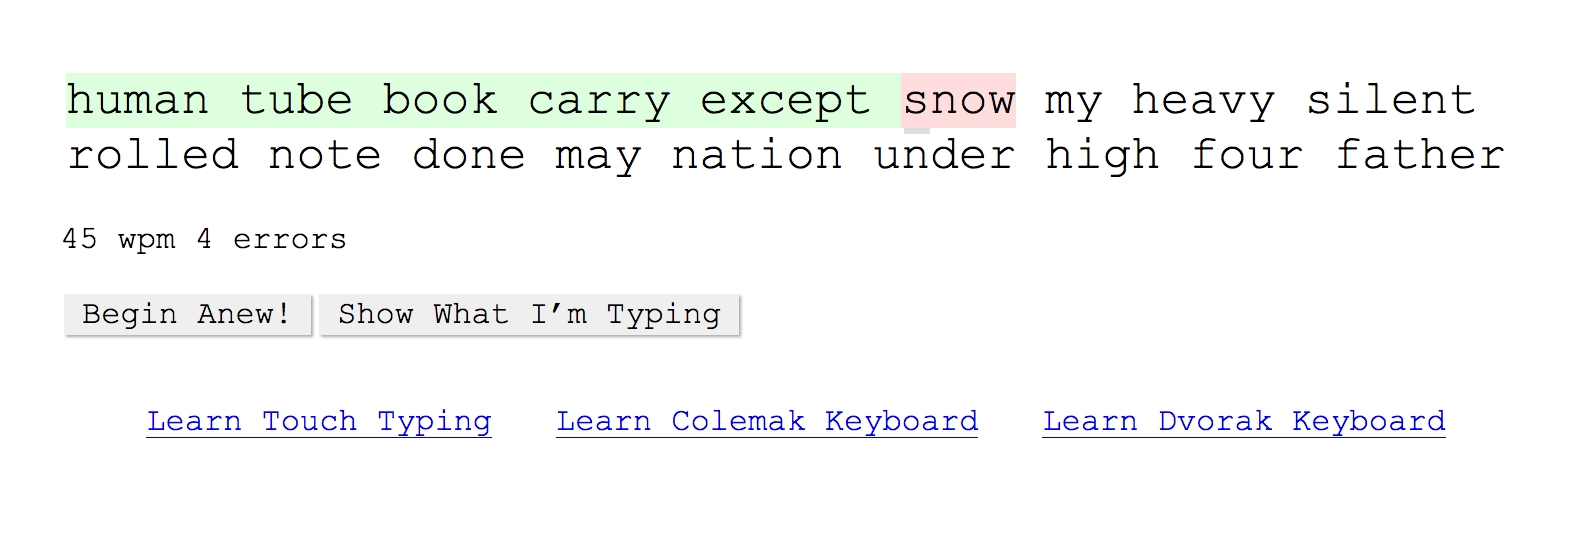 human tube book carry except snow my heavy silent
rolled note done may nation under high four father
45 wpm 4 errors
Begin Anew! Show What I’m Typing
Learn Touch Typing Learn Colemak Keyboard Learn Dvorak Keyboard